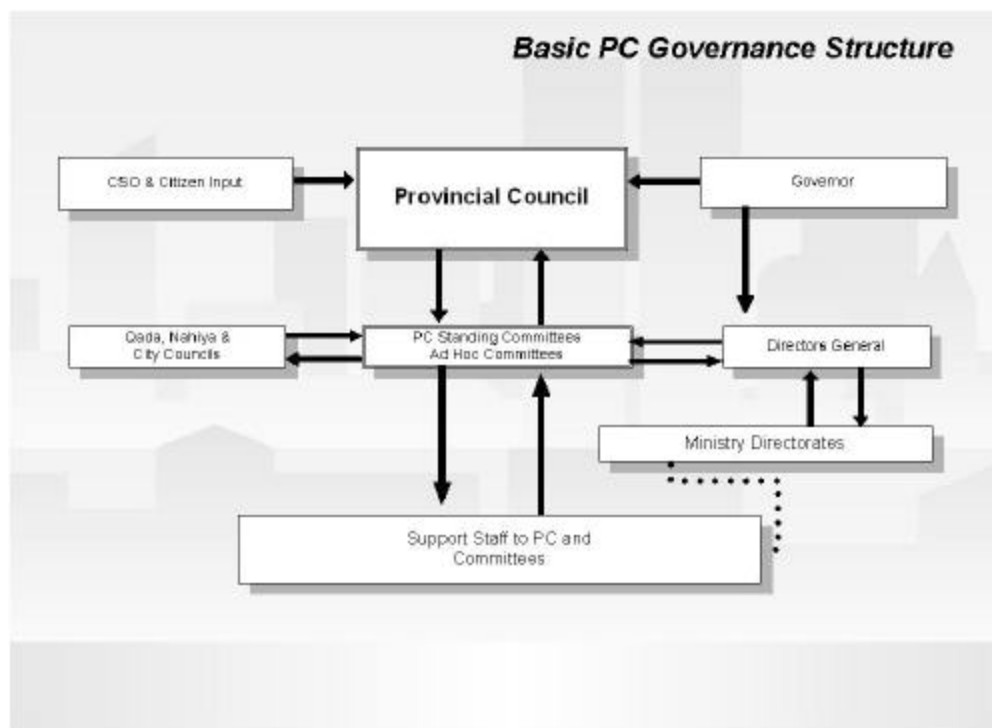 Basic PC Governance Structure
CSO & Citizen Input
Provincial Council
Governor
Qada, Nahiya &
City Councils
PC Standing Committees
Ad Hoc Committees
Directors General
Ministry Directorates
Support Staff to PC and
Committees